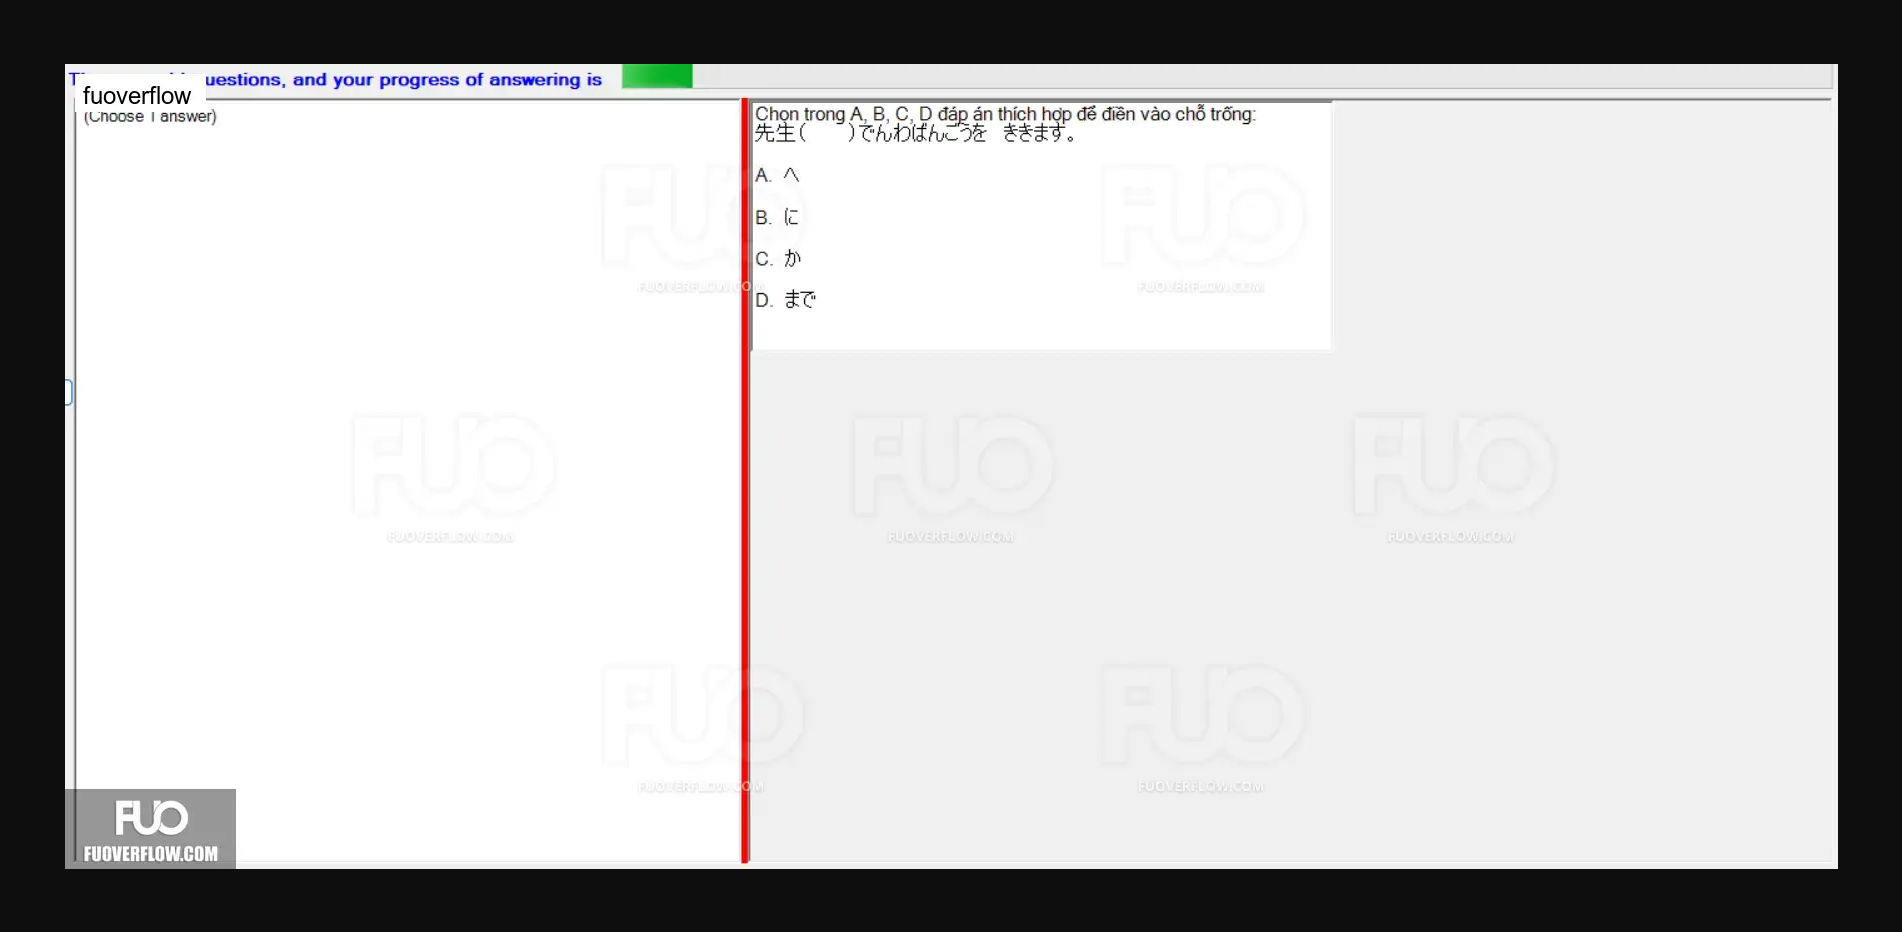 uestions, and your progress of answering is
fuoverflow
(Choose 1 answer)
Chọn trong A, B, C, D đáp án thích hợp để điền vào chỗ trống:
先生(　　)でんわばんごうを　ききます。
A. へ
B. に
C. か
D. まで
FUO
FUOVERFLOW.COM
FUO
FUOVERFLOW.COM
FUO
FUOVERFLOW.COM
FUO
FUOVERFLOW.COM
FUO
FUOVERFLOW.COM
FUO
FUOVERFLOW.COM
FUO
FUOVERFLOW.COM
FUO
FUOVERFLOW.COM